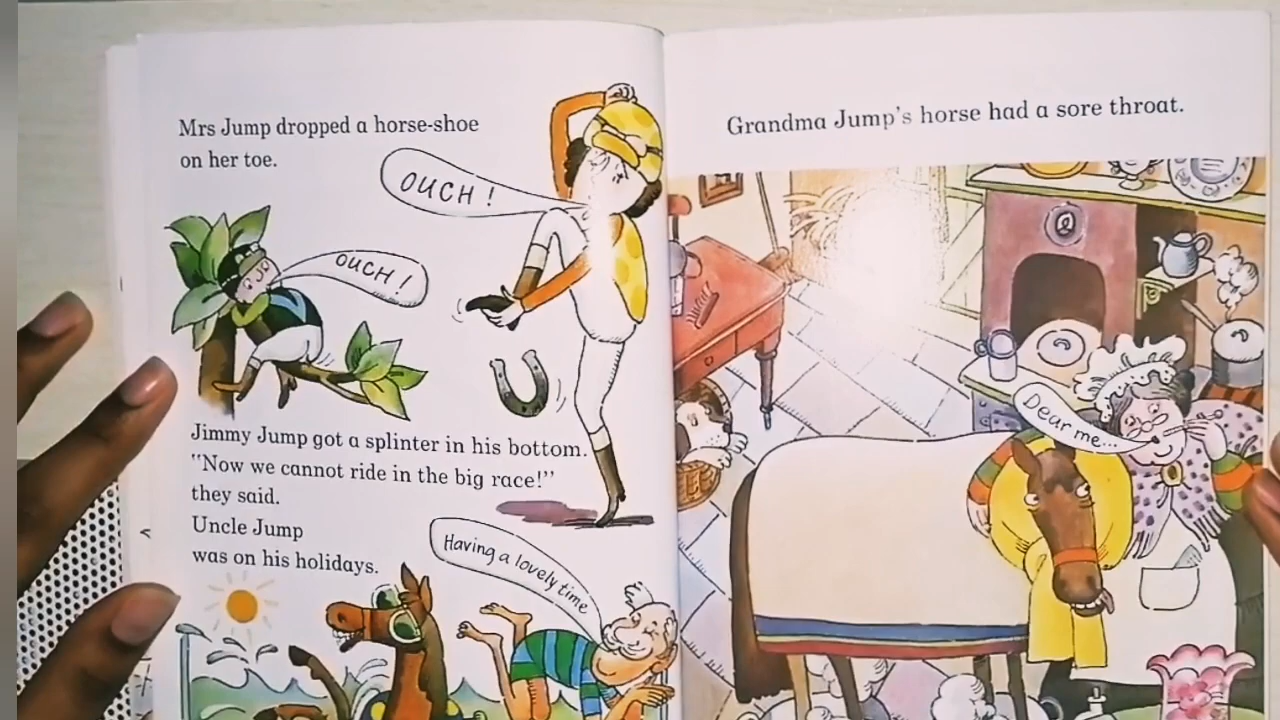 Mrs Jump dropped a horse-shoe
on her toe.
OUCH!
OUCH!
Jimmy Jump got a splinter in his bottom.
"Now we cannot ride in the big race!"
they said.
Uncle Jump
was on his holidays.
Having a lovely time
Grandma Jump's horse had a sore throat.
Dear me...